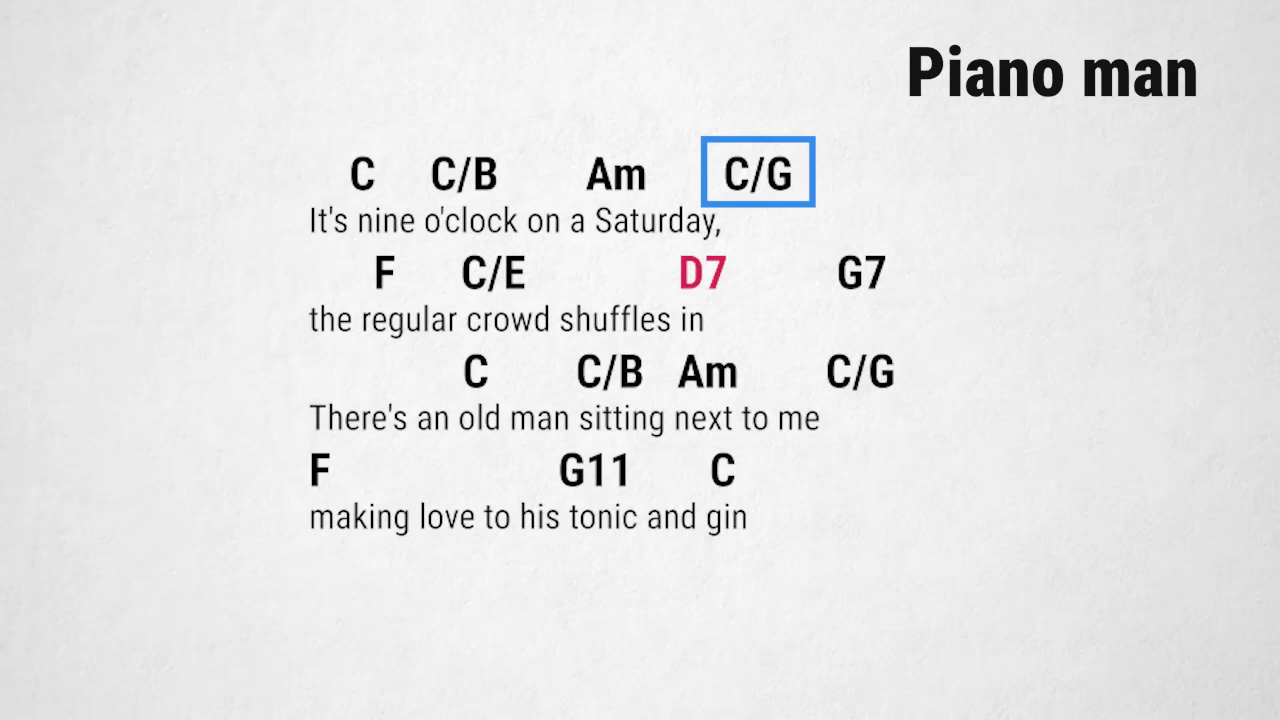 Piano man
C C/B Am C/G
It's nine o'clock on a Saturday,
F C/E D7 G7
the regular crowd shuffles in
C C/B Am C/G
There's an old man sitting next to me
F G11 C
making love to his tonic and gin